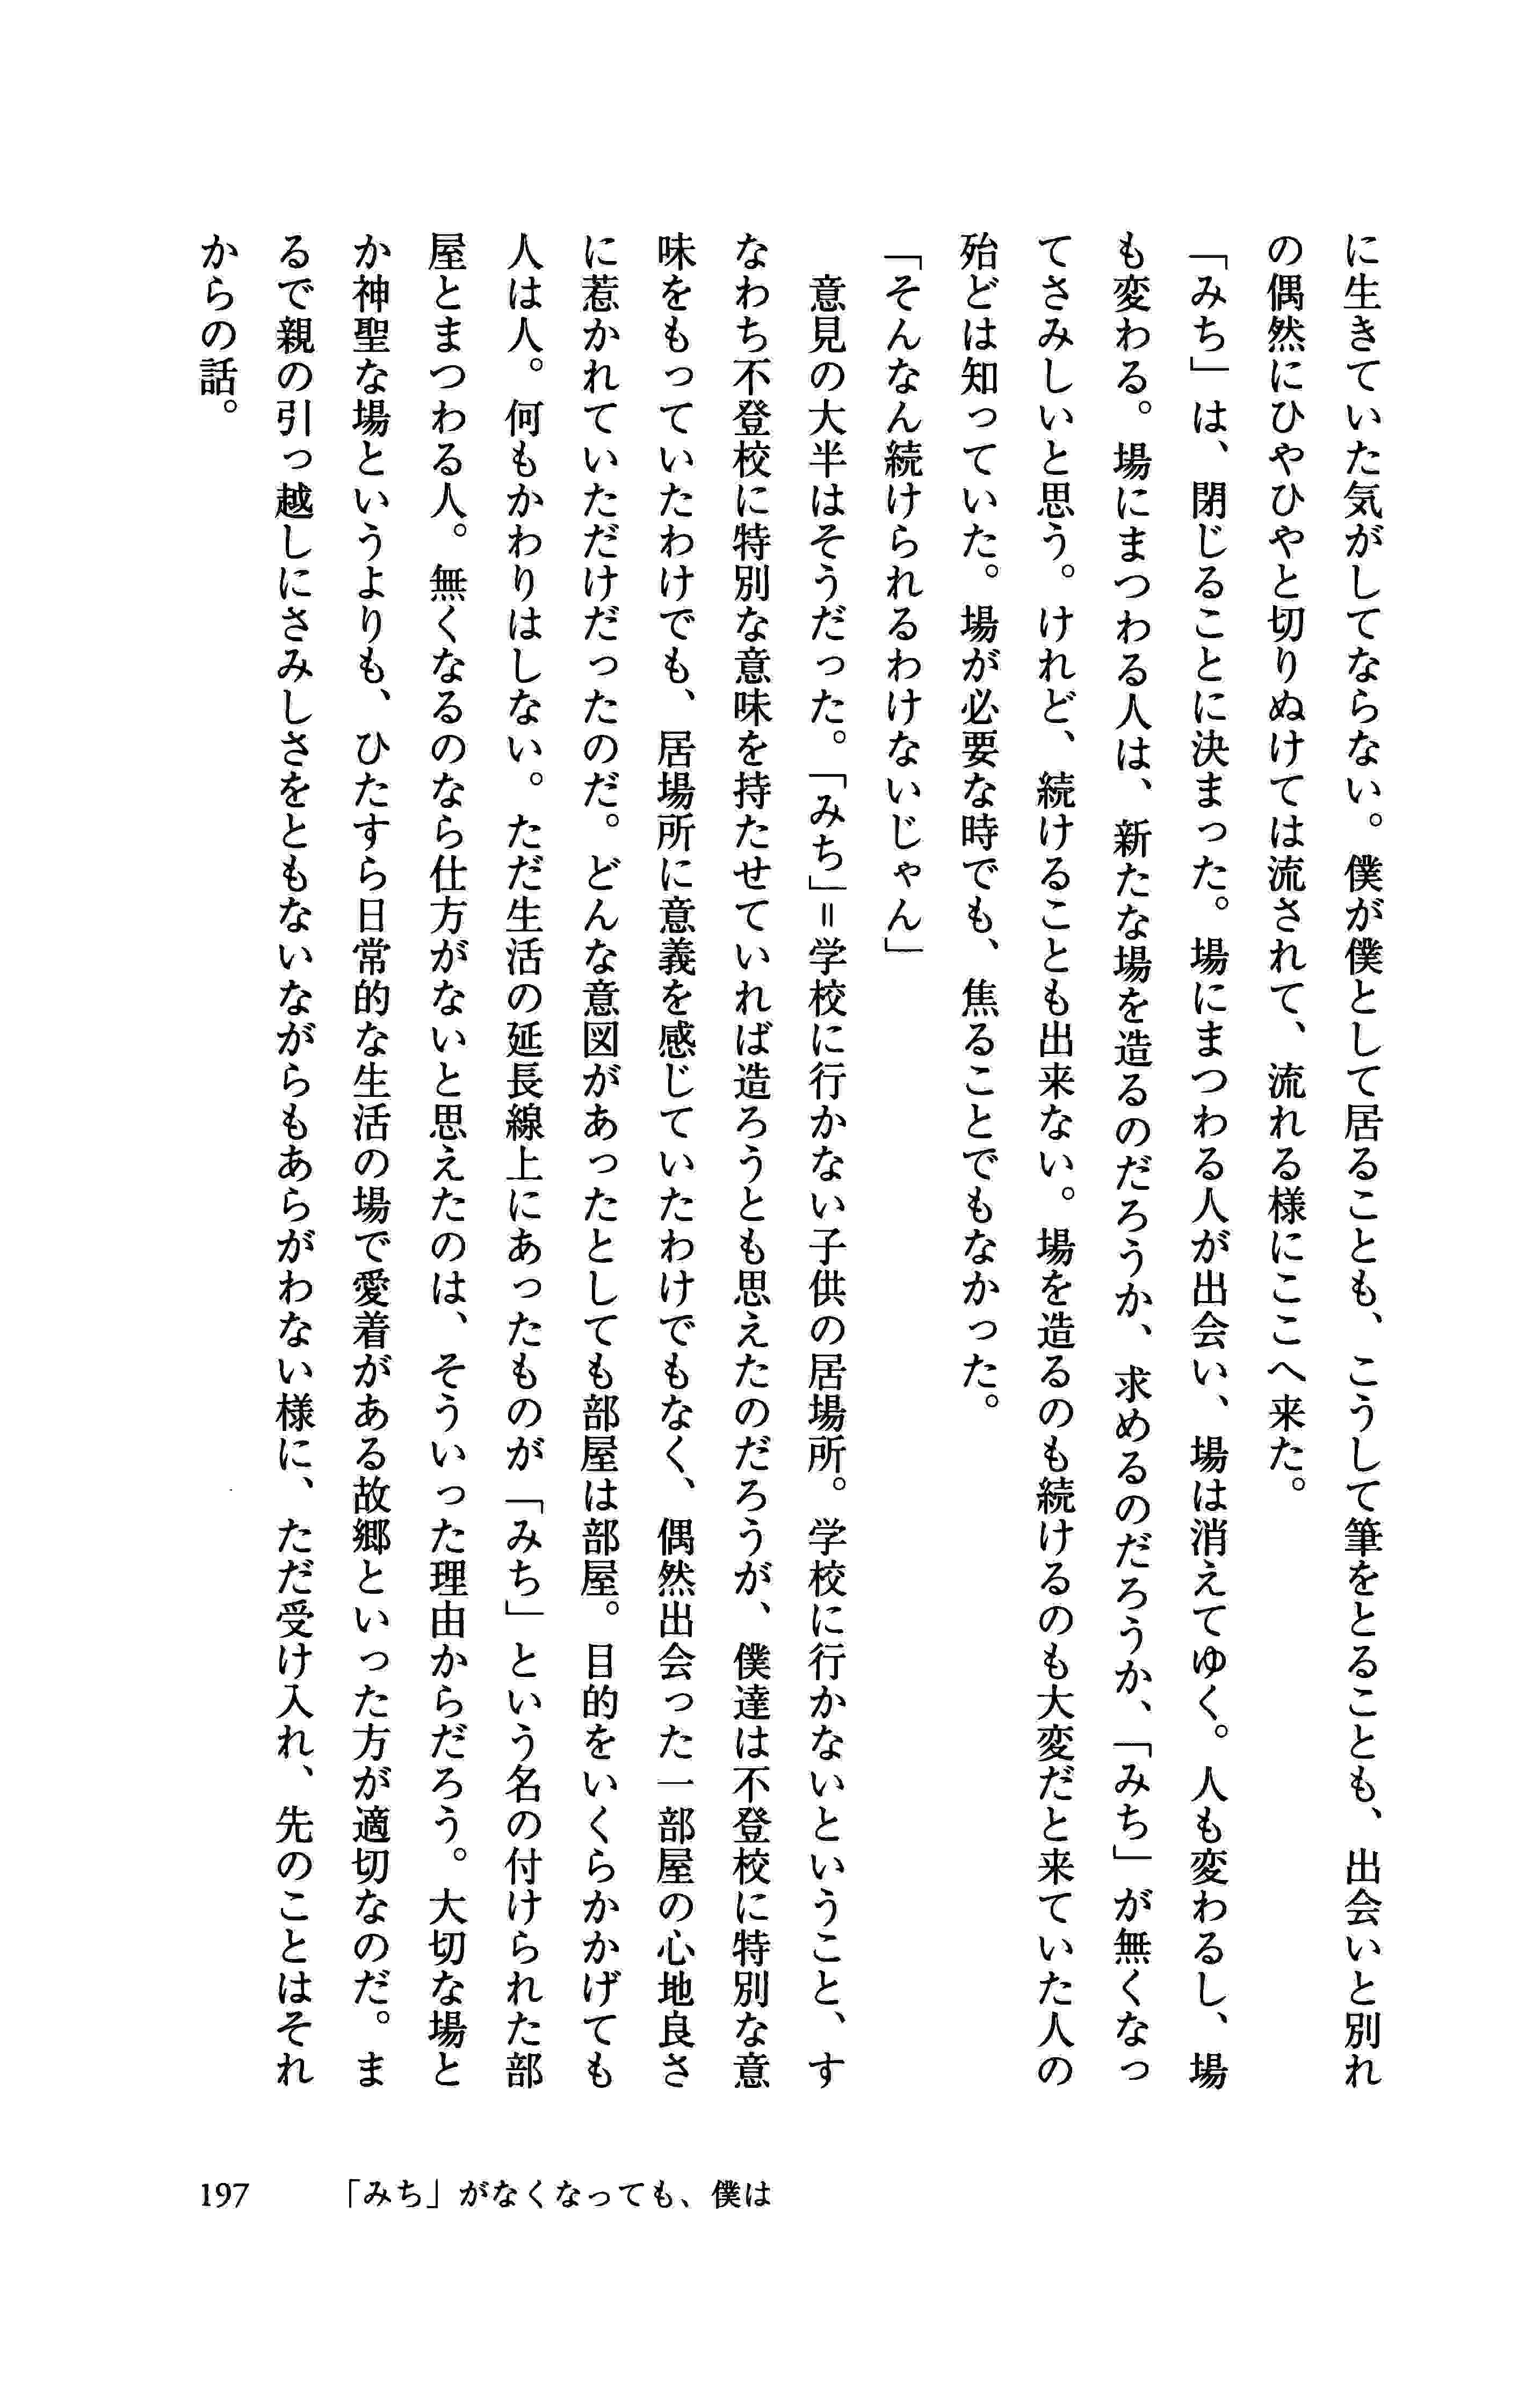 に生きていた気がしてならない。僕が僕として居ることも、こうして筆をとることも、出会いと別れ
の偶然にひやひやと切りぬけては流されて、流れる様にここへ来た。
「みち」は、閉じることに決まった。場にまつわる人が出会い、場は消えてゆく。人も変わるし、場
も変わる。場にまつわる人は、新たな場を造るのだろうか、求めるのだろうか、「みち」が無くなっ
てさみしいと思う。けれど、続けることも出来ない。場を造るのも続けるのも大変だと来ていた人の
殆どは知っていた。場が必要な時でも、焦ることでもなかった。
「そんなん続けられるわけないじゃん」
意見の大半はそうだった。「みち」＝学校に行かない子供の居場所。学校に行かないということ、す
なわち不登校に特別な意味を持たせていれば造ろうとも思えたのだろうが、僕達は不登校に特別な意
味をもっていたわけでも、居場所に意義を感じていたわけでもなく、偶然出会った一部屋の心地良さ
に惹かれていただけだったのだ。どんな意図があったとしても部屋は部屋。目的をいくらかかげても
人は人。何もかわりはしない。ただ生活の延長線上にあったものが「みち」という名の付けられた部
屋とまつわる人。無くなるのなら仕方がないと思えたのは、そういった理由からだろう。大切な場と
か神聖な場というよりも、ひたすら日常的な生活の場で愛着がある故郷といった方が適切なのだ。ま
るで親の引っ越しにさみしさをともないながらもあらがわない様に、ただ受け入れ、先のことはそれ
からの話。
197 「みち」がなくなっても、僕は